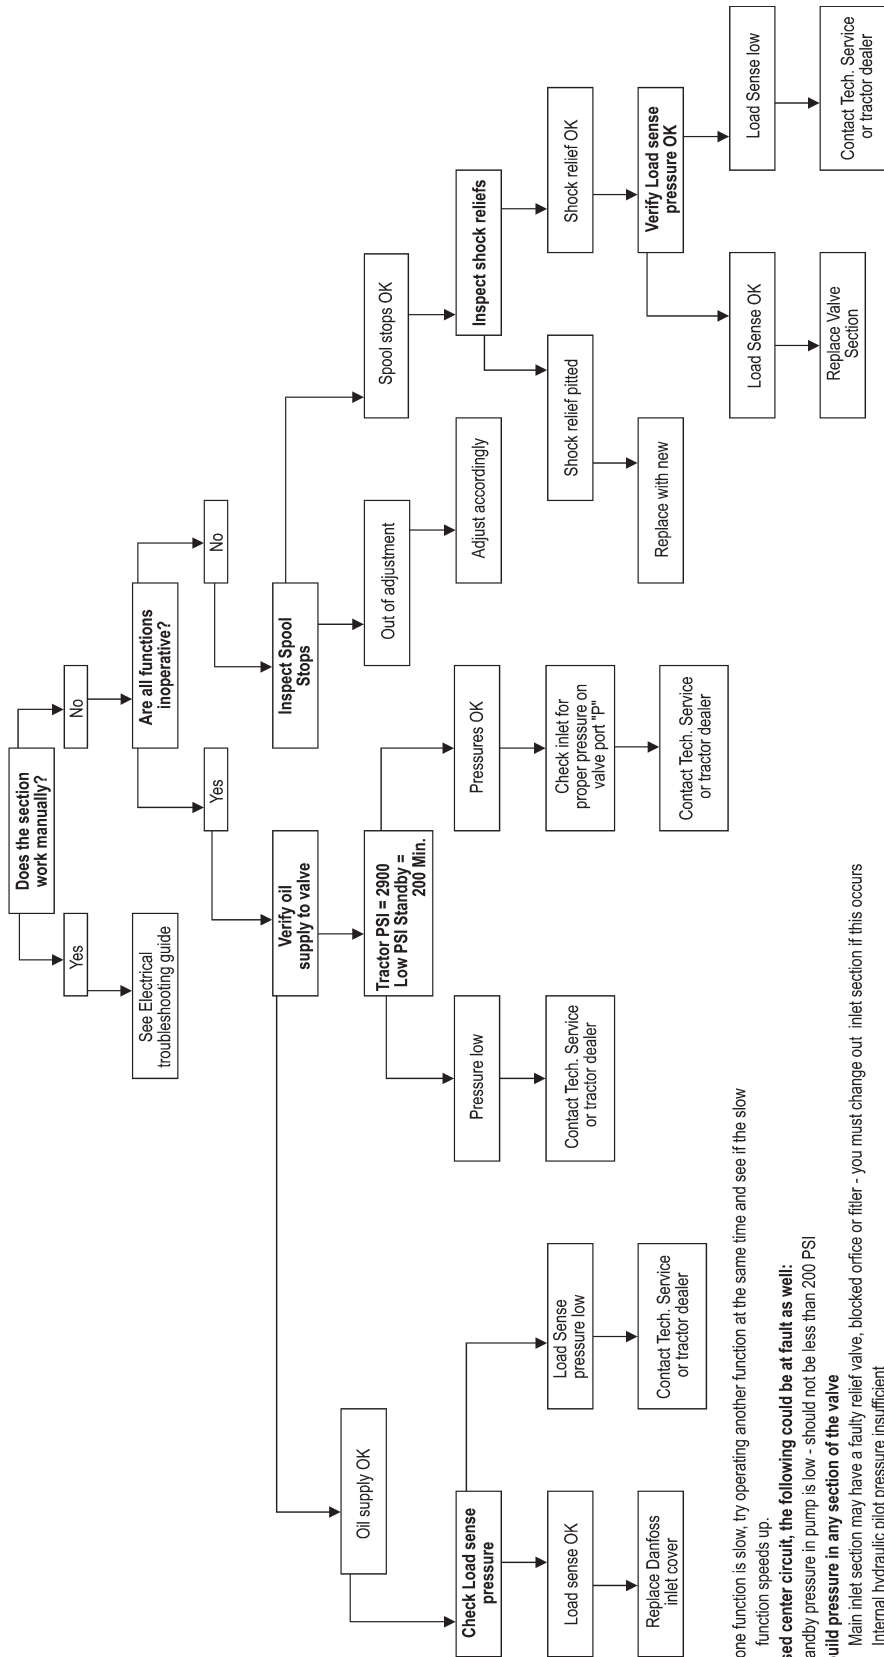 Does the section
work manually?
Yes
No
See Electrical
troubleshooting guide
Are all functions
inoperative?
Yes
No
Verify oil
supply to valve
Inspect Spool
Stops
Oil supply OK
Tractor PSI = 2900
Low PSI Standby =
200 Min.
Out of adjustment
Spool stops OK
Check Load sense
pressure
Pressure low
Pressures OK
Adjust accordingly
Inspect shock reliefs
Load sense OK
Load Sense
pressure low
Contact Tech. Service
or tractor dealer
Check inlet for
proper pressure on
valve port "P"
Shock relief pitted
Shock relief OK
Replace Danfoss
inlet cover
Contact Tech. Service
or tractor dealer
Contact Tech. Service
or tractor dealer
Replace with new
Verify Load sense
pressure OK
Load Sense OK
Load Sense low
Replace Valve
Section
Contact Tech. Service
or tractor dealer
one function is slow, try operating another function at the same time and see if the slow
function speeds up.
sed center circuit, the following could be at fault as well:
andby pressure in pump is low - should not be less than 200 PSI
uild pressure in any section of the valve
Main inlet section may have a faulty relief valve, blocked orfice or fitler - you must change out inlet section if this occurs
Internal hydraulic pilot pressure insufficient